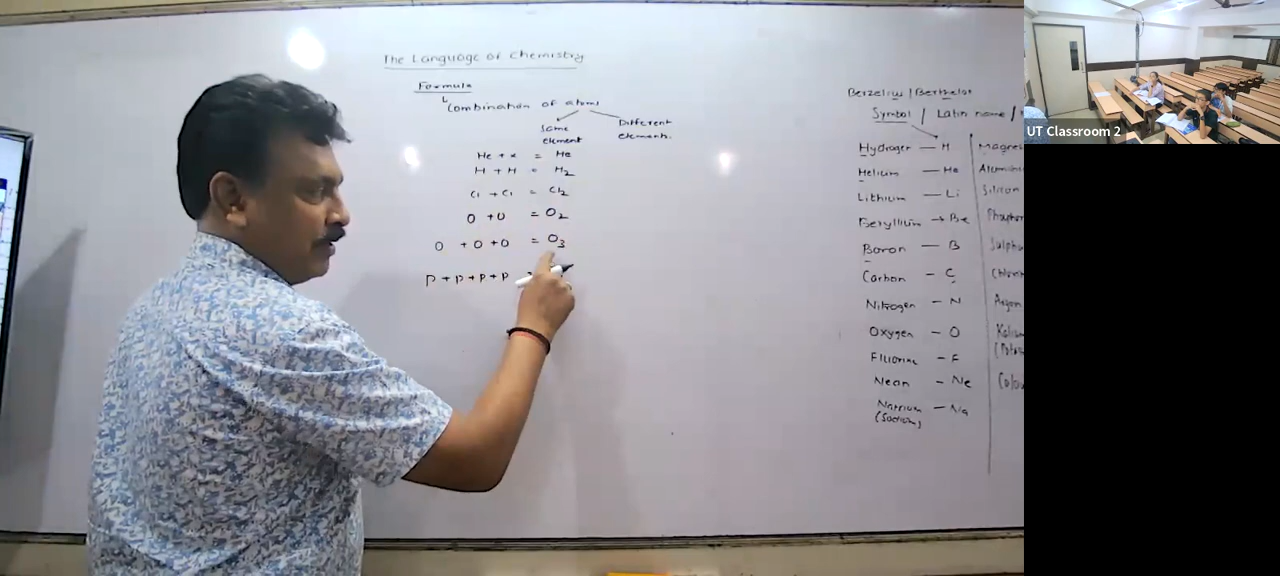 The Language of Chemistry
Formula
Combination of atoms
Same element
Different elements.
He + x = He
H + H = H2
Cl + Cl = Cl2
O + O = O2
O + O + O = O3
P + P + P + P
Berzelius / Berthelot
Symbol / Latin name /
Hydrogen — H
Helium — He
Lithium — Li
Beryllium → Be
Boron — B
Carbon – C
Nitrogen – N
Oxygen – O
Fluorine – F
Neon – Ne
Natrium – Na
(Sodium)
Silicon
Argon
UT Classroom 2